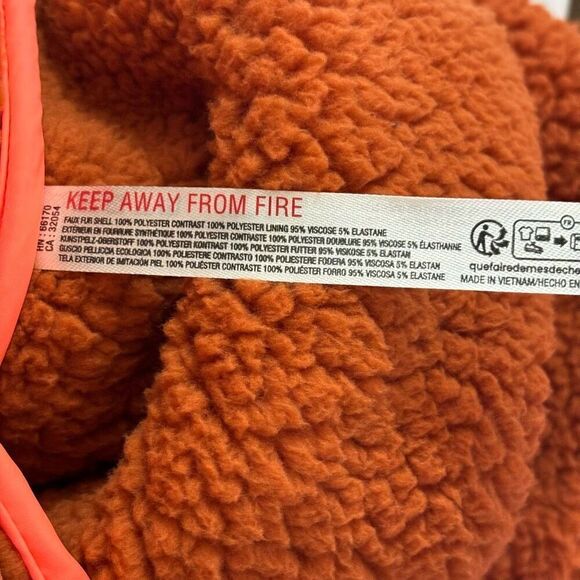 RN : 66170
CA : 32054
KEEP AWAY FROM FIRE
FAUX FUR SHELL 100% POLYESTER CONTRAST 100% POLYESTER LINING 95% VISCOSE 5% ELASTANE
EXTÉRIEUR EN FOURRURE SYNTHÉTIQUE 100% POLYESTER CONTRASTE 100% POLYESTER DOUBLURE 95% VISCOSE 5% ÉLASTHANNE
KUNSTPELZ-OBERSTOFF 100% POLYESTER KONTRAST 100% POLYESTER FUTTER 95% VISKOSE 5% ELASTAN
GUSCIO PELLICCIA ECOLOGICA 100% POLIESTERE CONTRASTO 100% POLIESTERE FODERA 95% VISCOSA 5% ELASTAN
TELA EXTERIOR DE IMITACIÓN PIEL 100% POLIÉSTER CONTRASTE 100% POLIÉSTER FORRO 95% VISCOSA 5% ELASTANE
FR
quefairedemesdeche
MADE IN VIETNAM/HECHO EN